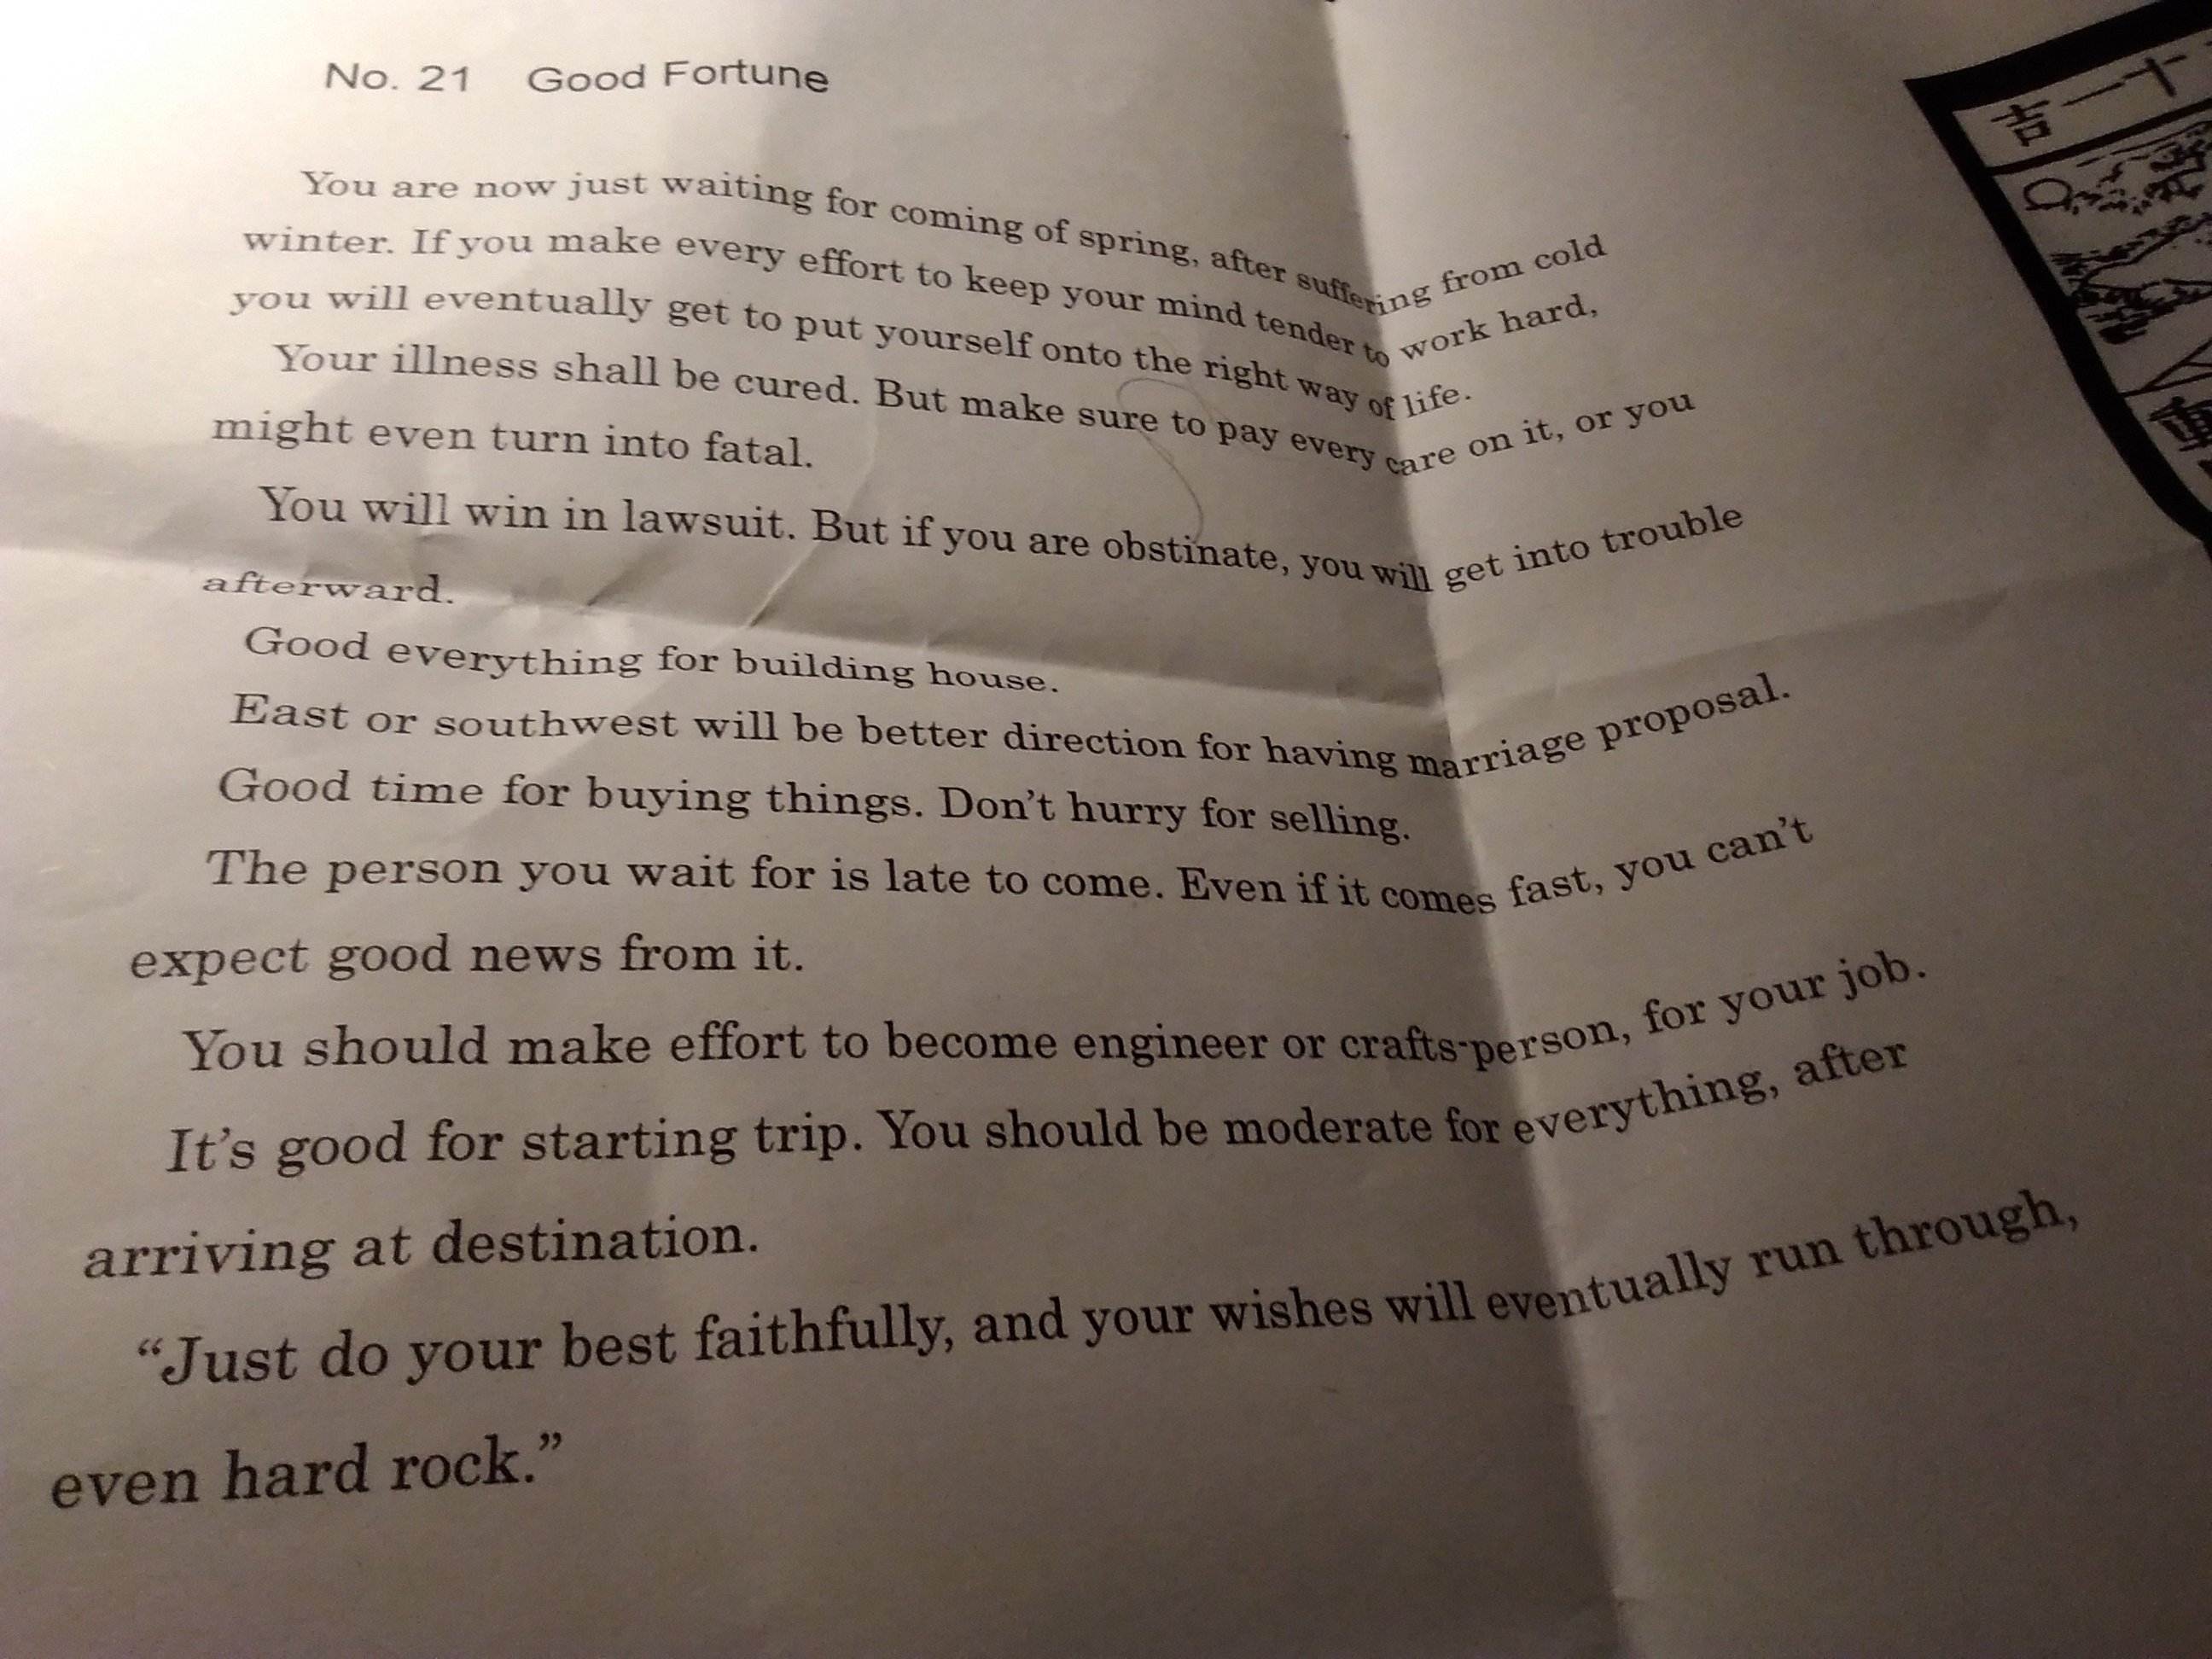 No. 21 Good Fortune
You are now just waiting for coming of spring, after suffering from cold
winter. If you make every effort to keep your mind tender to work hard,
you will eventually get to put yourself onto the right way of life.
Your illness shall be cured. But make sure to pay every care on it, or you
might even turn into fatal.
You will win in lawsuit. But if you are obstinate, you will get into trouble
afterward.
Good everything for building house.
East or southwest will be better direction for having marriage proposal.
Good time for buying things. Don't hurry for selling.
The person you wait for is late to come. Even if it comes fast, you can't
expect good news from it.
You should make effort to become engineer or crafts-person, for your job.
It's good for starting trip. You should be moderate for everything, after
arriving at destination.
“Just do your best faithfully, and your wishes will eventually run through,
even hard rock.”
十一
吉